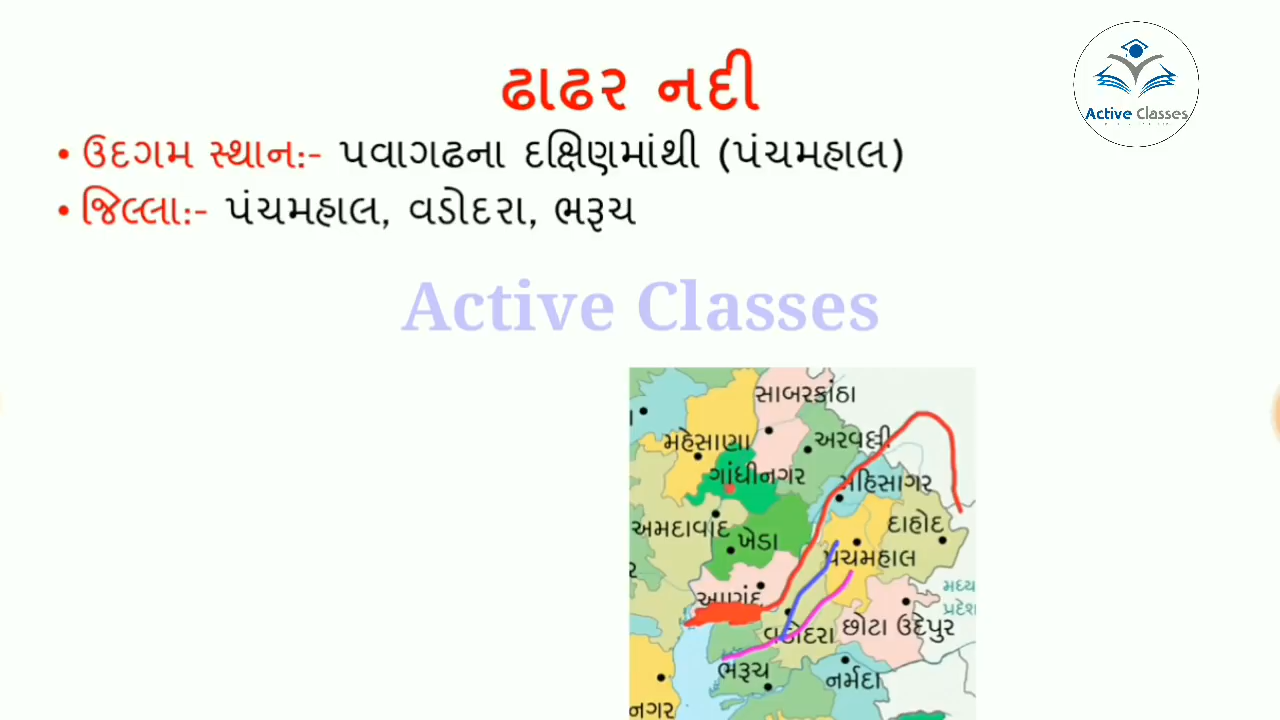 ઢાઢર નદી
Active Classes
• ઉદગમ સ્થાન:- પવાગઢના દક્ષિણમાંથી (પંચમહાલ)
• જિલ્લા:- પંચમહાલ, વડોદરા, ભરૂચ
Active Classes
સાબરકાંઠા
મહેસાણા
અરવલ્લી
ગાંધીનગર
મહિસાગર
અમદાવાદ
દાહોદ
ખેડા
પંચમહાલ
મધ્ય
પ્રદેશ
આણંદ
વડોદરા
છોટા ઉદેપુર
ભરૂચ
નર્મદા
નગર